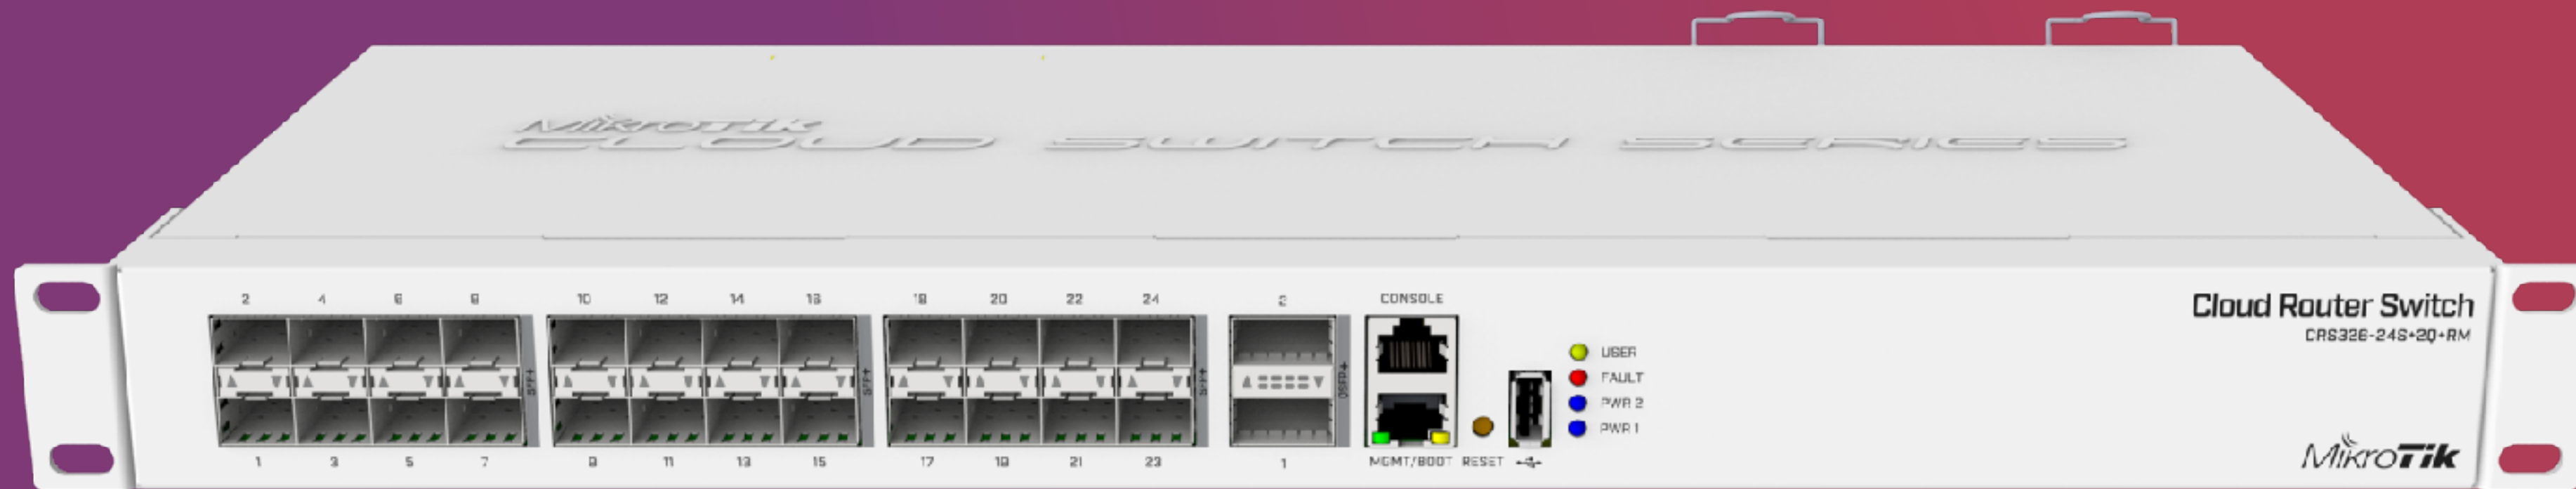 MikroTik
CLOUD SWITCH SERIES
2 4 6 8 10 12 14 16 18 20 22 24 2 CONSOLE
Cloud Router Switch
CRS326-24S+2Q+RM
USER
SFP+ SFP+ SFP+ QSFP+
FAULT
PWR 2
PWR 1
1 3 5 7 9 11 13 15 17 19 21 23 1 MGMT/BOOT RESET
MikroTik